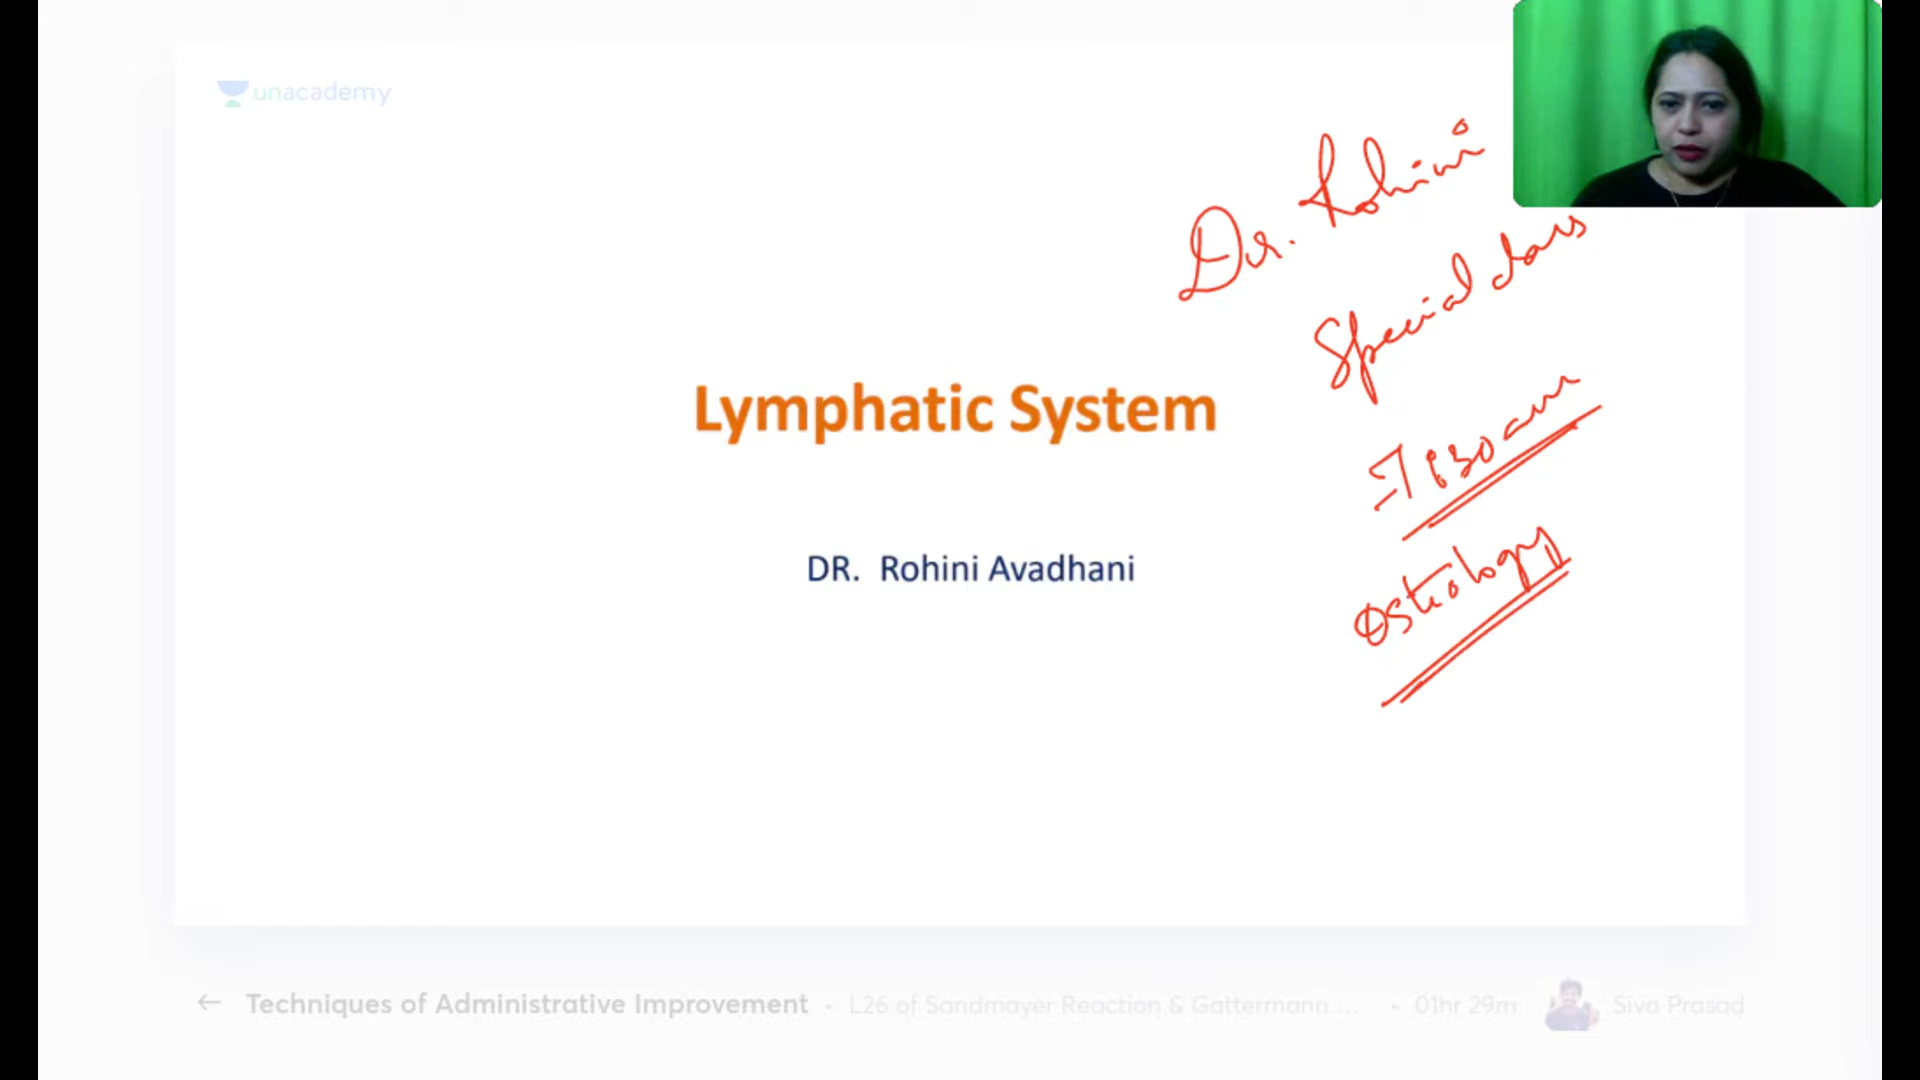 unacademy
Dr. Rohini
Special class
7:30 am
Osteology
Lymphatic System
DR. Rohini Avadhani
← Techniques of Administrative Improvement • L26 of Sandmayer Reaction & Gattermann :... • 01hr 29m Siva Prasad